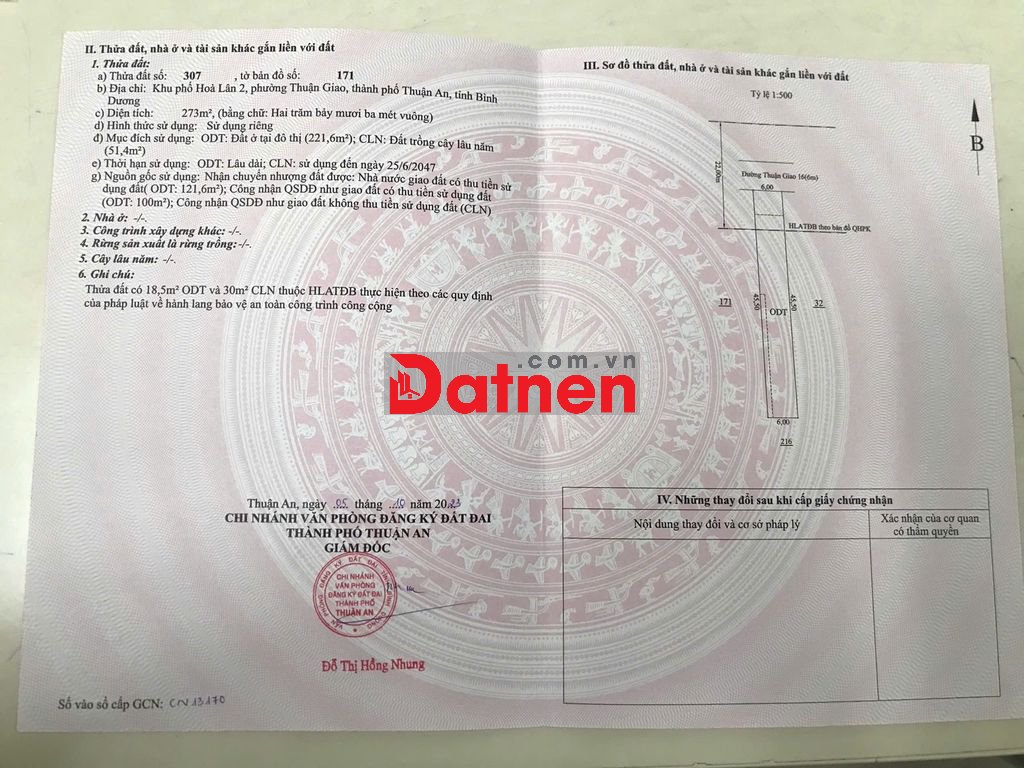 II. Thửa đất, nhà ở và tài sản khác gắn liền với đất
1. Thửa đất:
a) Thửa đất số: 307 , tờ bản đồ số: 171
b) Địa chỉ: Khu phố Hoà Lân 2, phường Thuận Giao, thành phố Thuận An, tỉnh Bình
Dương
c) Diện tích: 273m², (bằng chữ: Hai trăm bảy mươi ba mét vuông)
d) Hình thức sử dụng: Sử dụng riêng
đ) Mục đích sử dụng: ODT: Đất ở tại đô thị (221,6m²); CLN: Đất trồng cây lâu năm
(51,4m²)
e) Thời hạn sử dụng: ODT: Lâu dài; CLN: sử dụng đến ngày 25/6/2047
g) Nguồn gốc sử dụng: Nhận chuyển nhượng đất được: Nhà nước giao đất có thu tiền sử
dụng đất( ODT: 121,6m²); Công nhận QSDĐ như giao đất có thu tiền sử dụng đất
(ODT: 100m²); Công nhận QSDĐ như giao đất không thu tiền sử dụng đất (CLN)
2. Nhà ở: -/-.
3. Công trình xây dựng khác: -/-.
4. Rừng sản xuất là rừng trồng: -/-.
5. Cây lâu năm: -/-.
6. Ghi chú:
Thửa đất có 18,5m² ODT và 30m² CLN thuộc HLATĐB thực hiện theo các quy định
của pháp luật về hành lang bảo vệ an toàn công trình công cộng
Thuận An, ngày 05 tháng 10 năm 2023
CHI NHÁNH VĂN PHÒNG ĐĂNG KÝ ĐẤT ĐAI
THÀNH PHỐ THUẬN AN
GIÁM ĐỐC
CHI NHÁNH
VĂN PHÒNG
ĐĂNG KÝ ĐẤT ĐAI
THÀNH PHỐ
THUẬN AN
Đỗ Thị Hồng Nhung
Số vào sổ cấp GCN: CN13170
III. Sơ đồ thửa đất, nhà ở và tài sản khác gắn liền với đất
Tỷ lệ 1:500
B
22,00m
Đường Thuận Giao 16(6m)
6,00
HLATĐB theo bản đồ QHPK
171
45,50
ODT
45,50
32
6,00
216
IV. Những thay đổi sau khi cấp giấy chứng nhận
Nội dung thay đổi và cơ sở pháp lý
Xác nhận của cơ quan
có thẩm quyền
.com.vn
Datnen